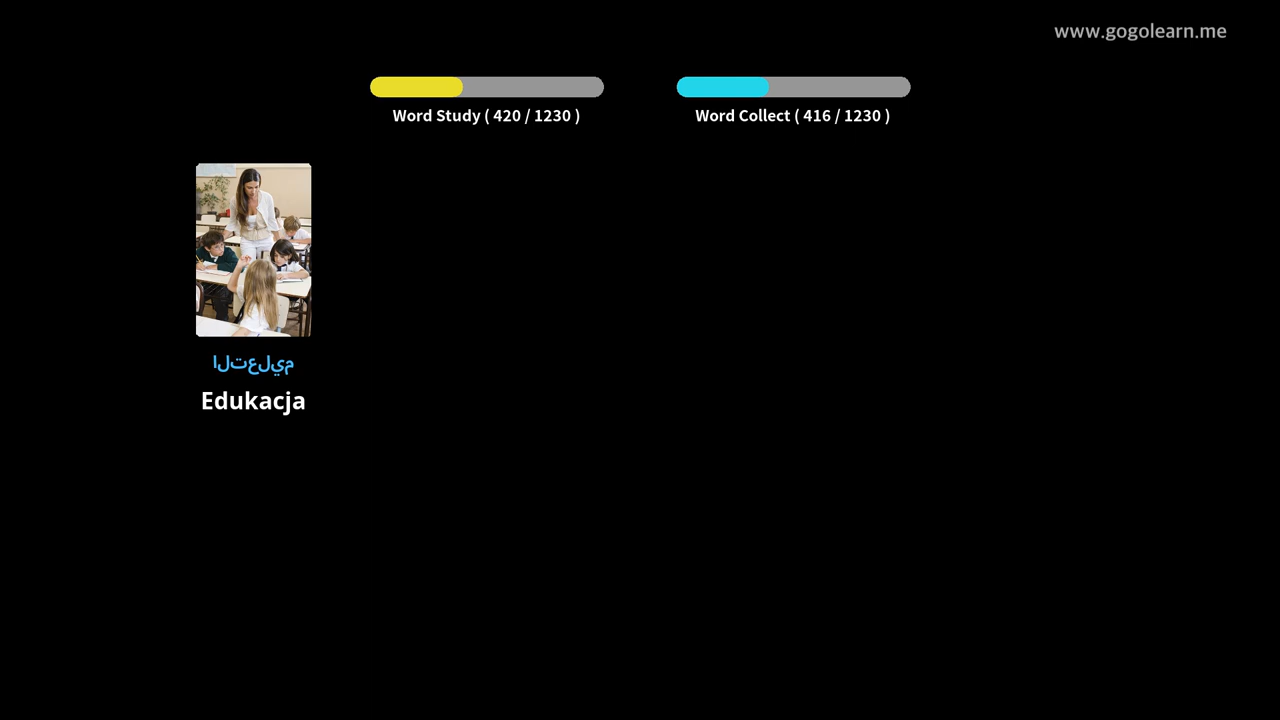 www.gogolearn.me
Word Study ( 420 / 1230 )
Word Collect ( 416 / 1230 )
التعليم
Edukacja